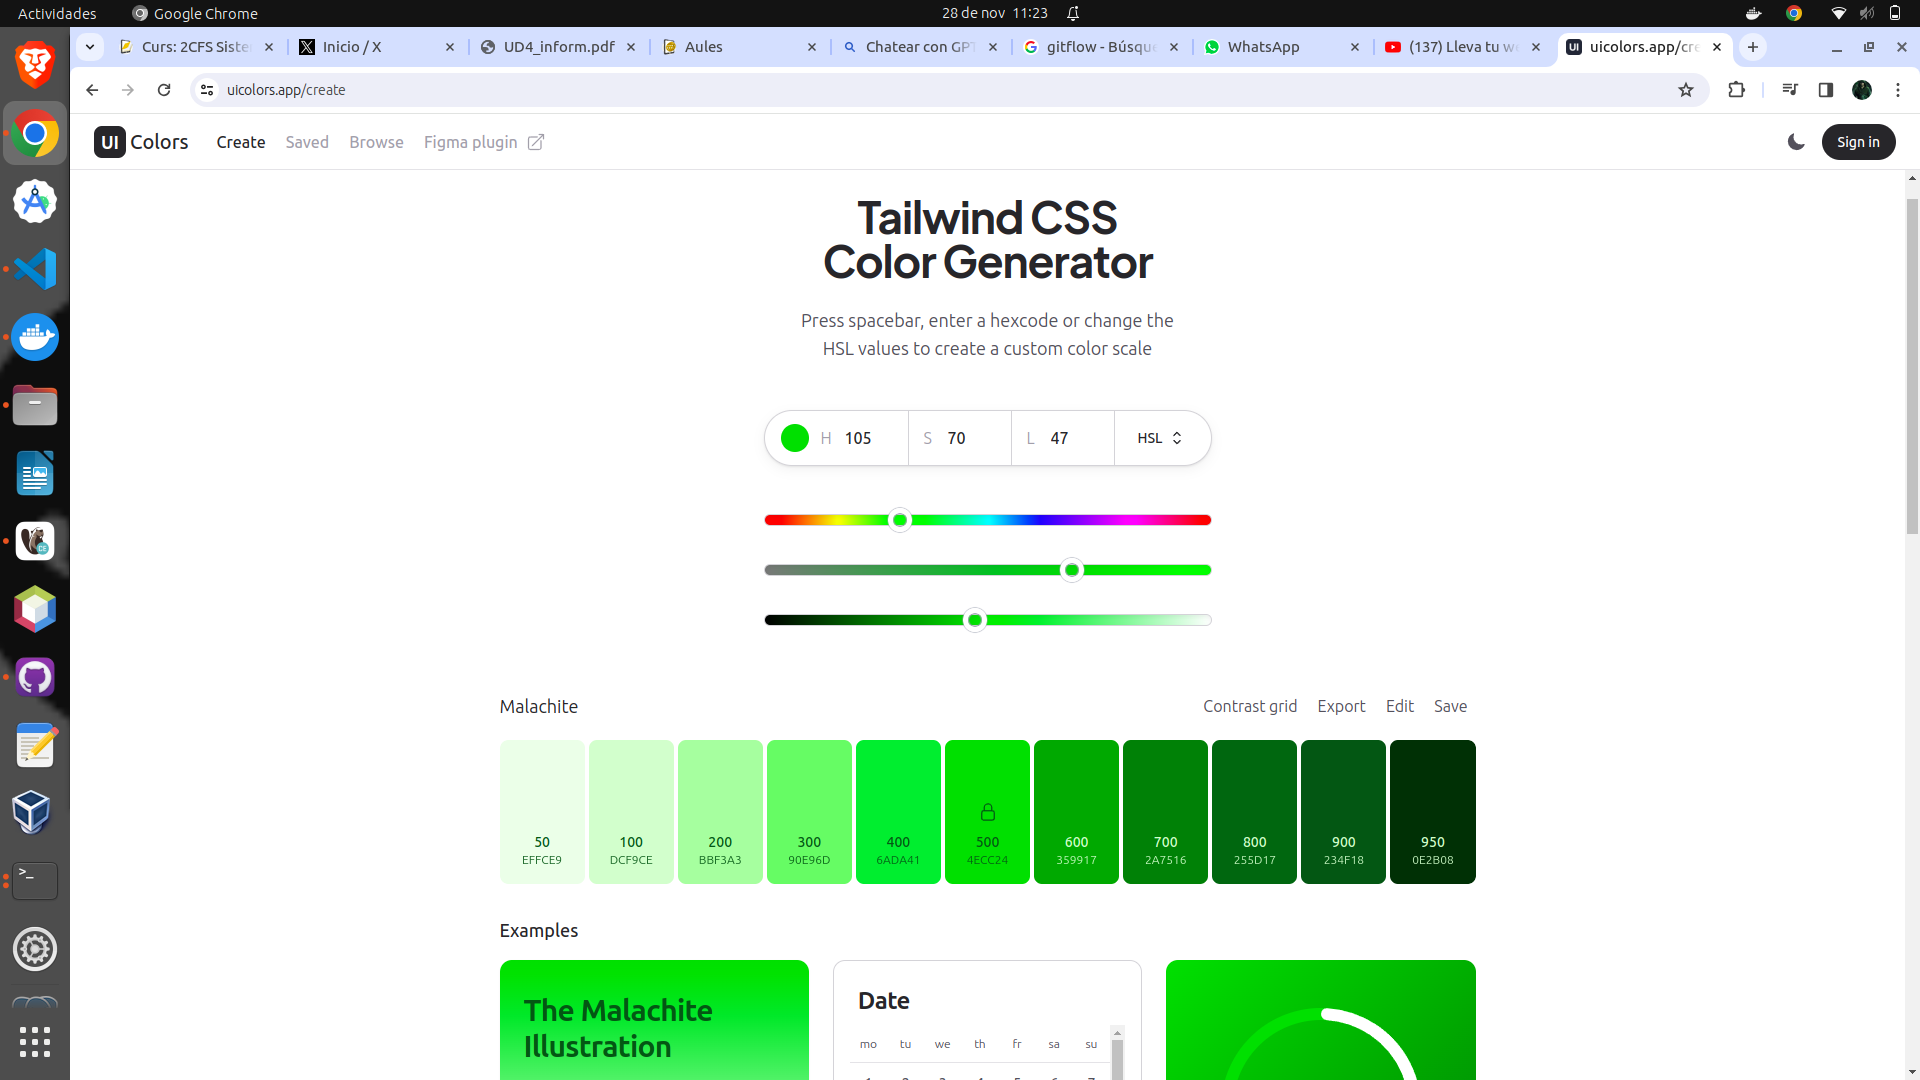 Actividades
Google Chrome
28 de nov 11:23
Curs: 2CFS Siste
Inicio / X
UD4_inform.pdf
Aules
Chatear con GPT
gitflow - Búsque
WhatsApp
(137) Lleva tu we
uicolors.app/cre
uicolors.app/create
UI Colors
Create
Saved
Browse
Figma plugin
Sign in
Tailwind CSS
Color Generator
Press spacebar, enter a hexcode or change the
HSL values to create a custom color scale
H 105
S 70
L 47
HSL
Malachite
Contrast grid
Export
Edit
Save
50
EFFCE9
100
DCF9CE
200
BBF3A3
300
90E96D
400
6ADA41
500
4ECC24
600
359917
700
2A7516
800
255D17
900
234F18
950
0E2B08
Examples
The Malachite
Illustration
Date
mo tu we th fr sa su